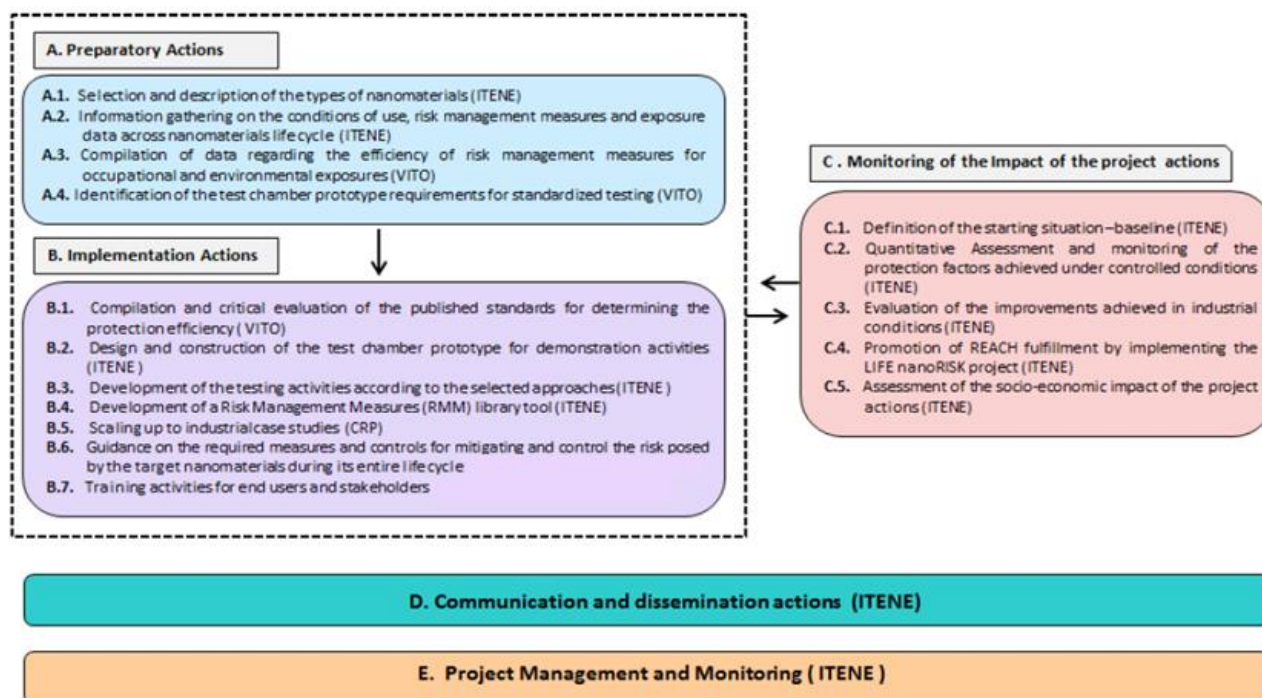 A. Preparatory Actions
A.1. Selection and description of the types of nanomaterials (ITENE)
A.2. Information gathering on the conditions of use, risk management measures and exposure
data across nanomaterials life cycle (ITENE)
A.3. Compilation of data regarding the efficiency of risk management measures for
occupational and environmental exposures (VITO)
A.4. Identification of the test chamber prototype requirements for standardized testing (VITO)
B. Implementation Actions
B.1. Compilation and critical evaluation of the published standards for determining the
protection efficiency ( VITO)
B.2. Design and construction of the test chamber prototype for demonstration activities
(ITENE )
B.3. Development of the testing activities according to the selected approaches (ITENE )
B.4. Development of a Risk Management Measures (RMM) library tool (ITENE)
B.5. Scaling up to industrial case studies (CRP)
B.6. Guidance on the required measures and controls for mitigating and control the risk posed
by the target nanomaterials during its entire life cycle
B.7. Training activities for end users and stakeholders
C . Monitoring of the Impact of the project actions
C.1. Definition of the starting situation –baseline (ITENE)
C.2. Quantitative Assessment and monitoring of the
protection factors achieved under controlled conditions
(ITENE)
C.3. Evaluation of the improvements achieved in industrial
conditions (ITENE)
C.4. Promotion of REACH fulfillment by implementing the
LIFE nanoRISK project (ITENE)
C.5. Assessment of the socio-economic impact of the project
actions (ITENE)
D. Communication and dissemination actions (ITENE)
E. Project Management and Monitoring ( ITENE )